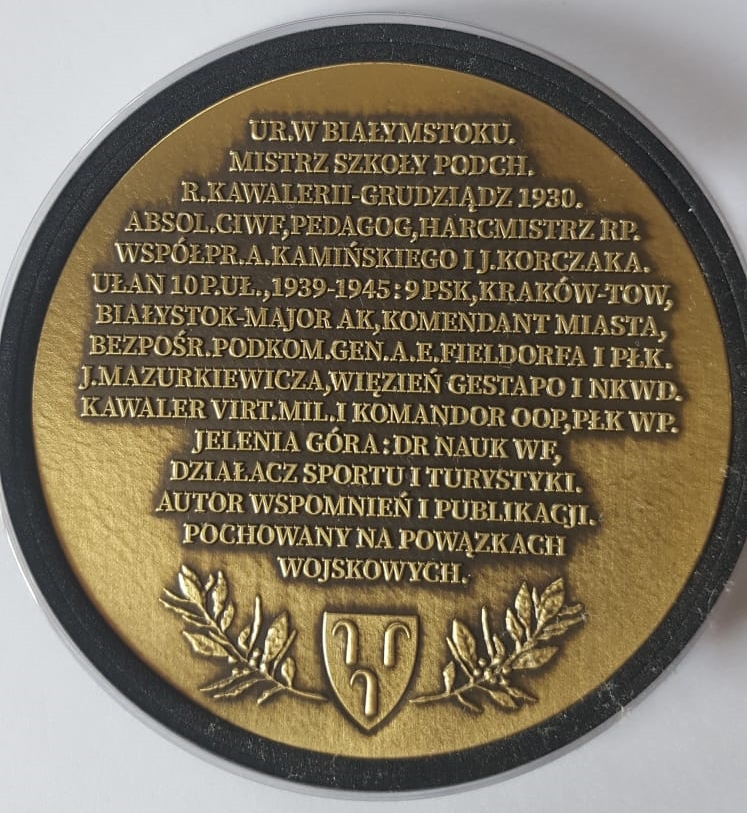 UR.W BIAŁYMSTOKU.
MISTRZ SZKOŁY PODCH.
R.KAWALERII-GRUDZIĄDZ 1930.
ABSOL.CIWF,PEDAGOG,HARCMISTRZ RP.
WSPÓŁPR.A.KAMIŃSKIEGO I J.KORCZAKA.
UŁAN 10P.UŁ.,1939-1945:9PSK,KRAKÓW-TOW,
BIAŁYSTOK-MAJOR AK,KOMENDANT MIASTA,
BEZPOŚR.PODKOM.GEN.A.E.FIELDORFA I PŁK.
J.MAZURKIEWICZA,WIĘZIEŃ GESTAPO I NKWD.
KAWALER VIRT.MIL.I KOMANDOR OOP,PŁK WP.
JELENIA GÓRA:DR NAUK WF,
DZIAŁACZ SPORTU I TURYSTYKI.
AUTOR WSPOMNIEŃ I PUBLIKACJI.
POCHOWANY NA POWĄZKACH
WOJSKOWYCH.